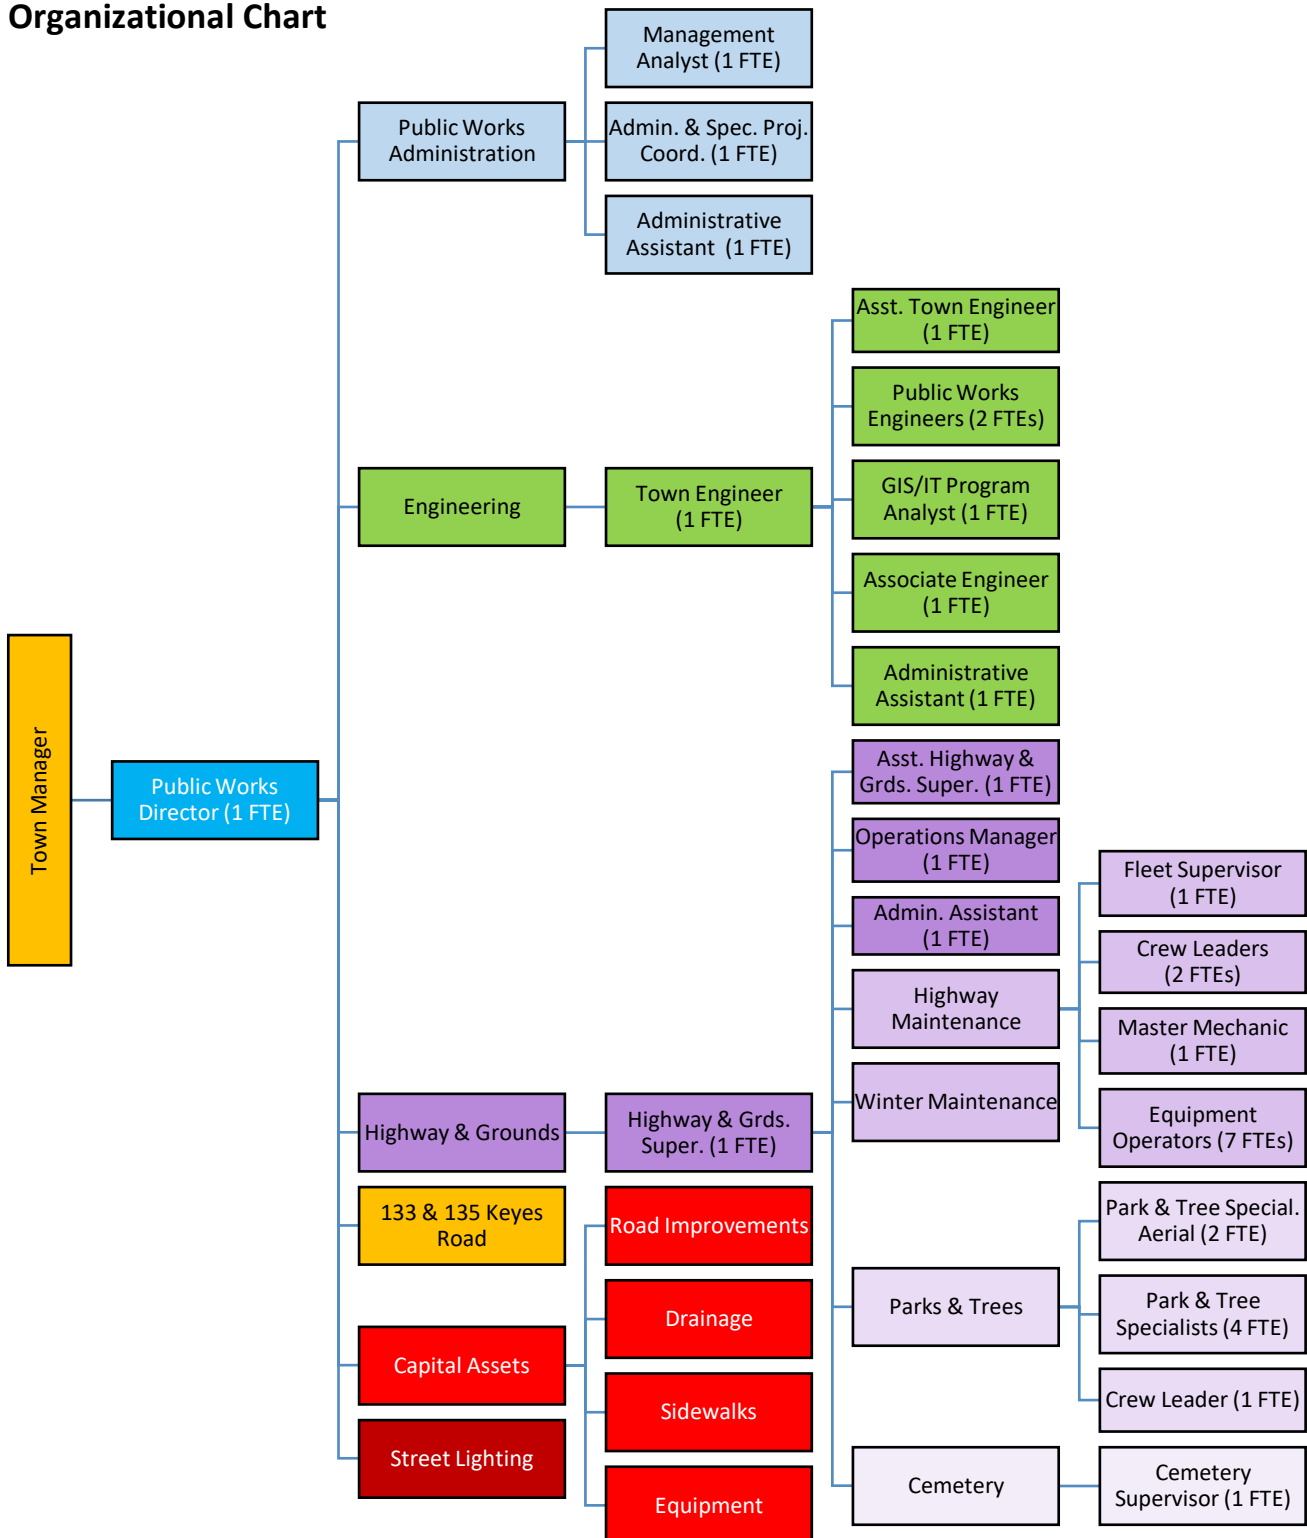 Organizational Chart
Town Manager
Public Works
Director (1 FTE)
Public Works
Administration
Management
Analyst (1 FTE)
Admin. & Spec. Proj.
Coord. (1 FTE)
Administrative
Assistant  (1 FTE)
Engineering
Town Engineer
(1 FTE)
Asst. Town Engineer
(1 FTE)
Public Works
Engineers (2 FTEs)
GIS/IT Program
Analyst (1 FTE)
Associate Engineer
(1 FTE)
Administrative
Assistant (1 FTE)
Highway & Grounds
Highway & Grds.
Super. (1 FTE)
Asst. Highway &
Grds. Super. (1 FTE)
Operations Manager
(1 FTE)
Admin. Assistant
(1 FTE)
Highway
Maintenance
Fleet Supervisor
(1 FTE)
Crew Leaders
(2 FTEs)
Master Mechanic
(1 FTE)
Equipment
Operators (7 FTEs)
Winter Maintenance
Parks & Trees
Park & Tree Special.
Aerial (2 FTE)
Park & Tree
Specialists (4 FTE)
Crew Leader (1 FTE)
Cemetery
Cemetery
Supervisor (1 FTE)
133 & 135 Keyes
Road
Capital Assets
Road Improvements
Drainage
Sidewalks
Equipment
Street Lighting